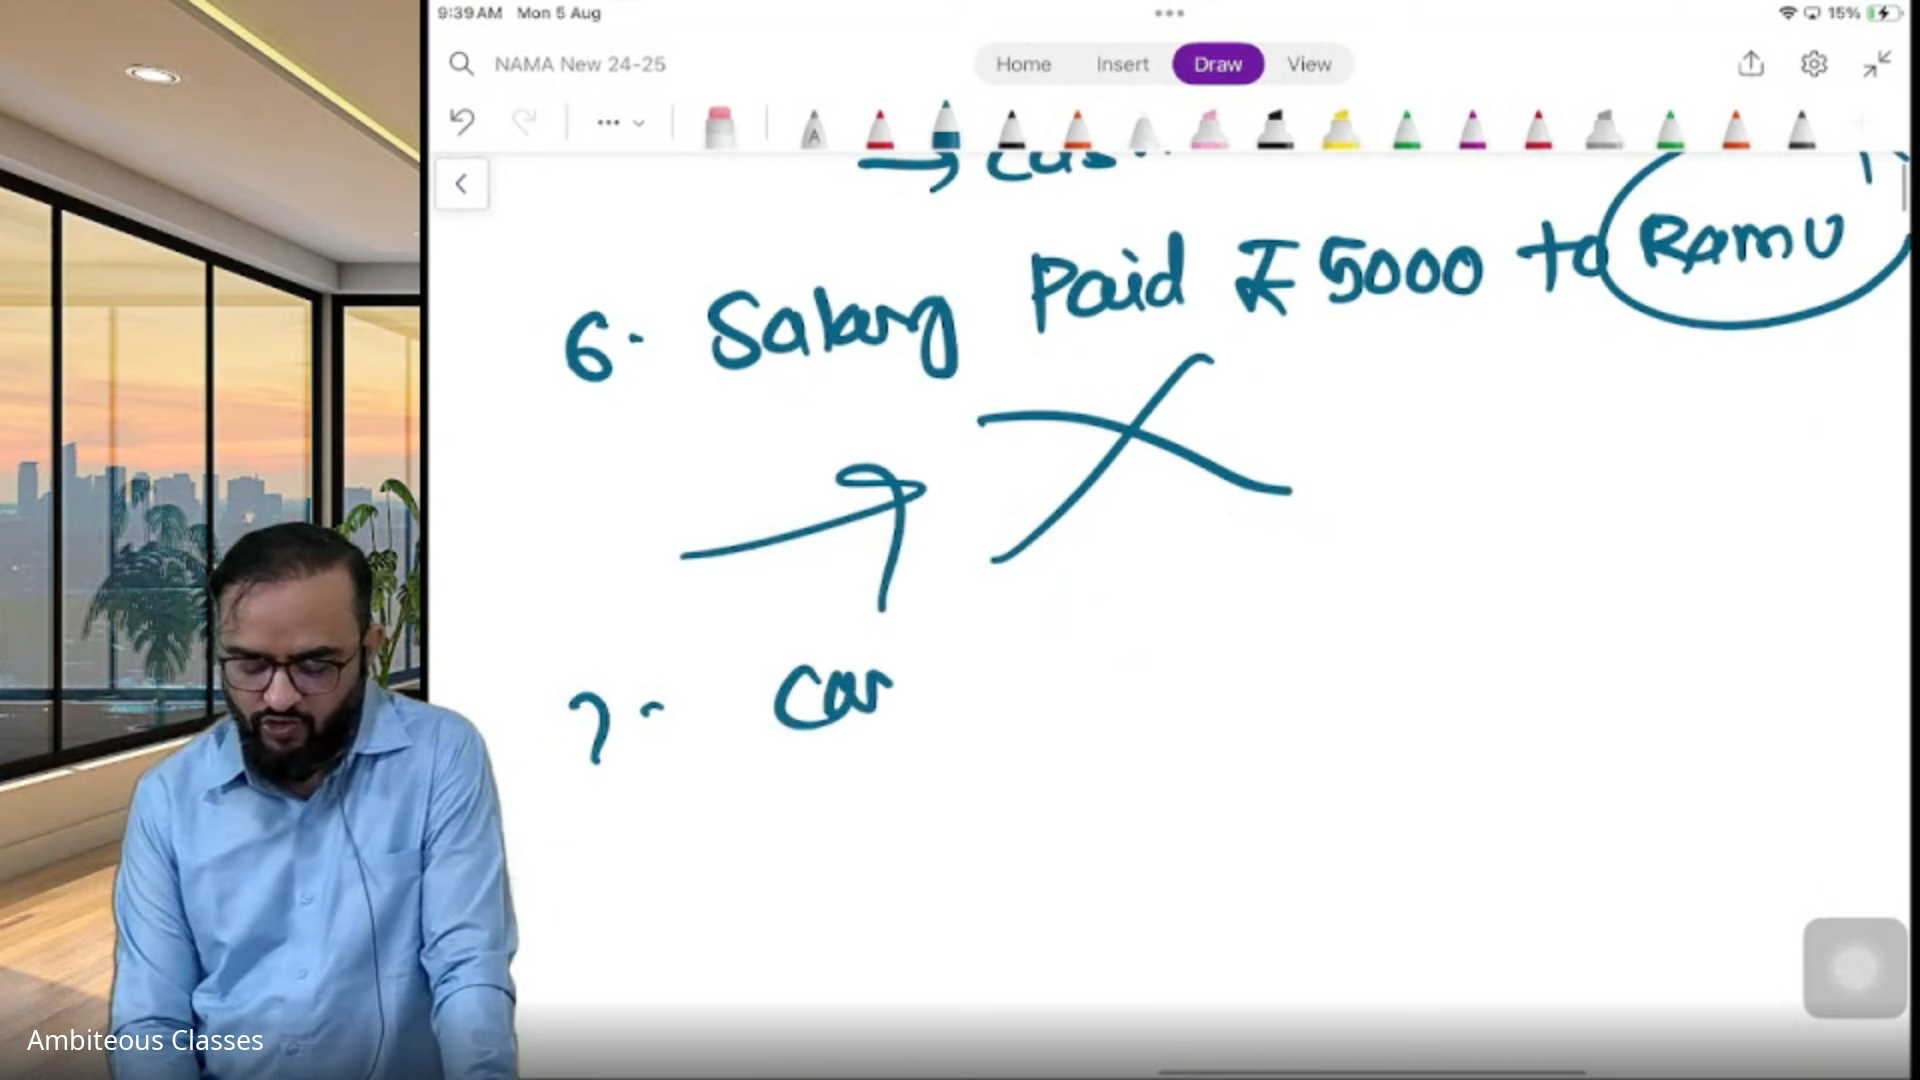 9:39 AM Mon 5 Aug
15%
NAMA New 24-25
Home Insert Draw View
A
6. Salary Paid ₹ 5000 to Ramu
7. Car
Ambiteous Classes